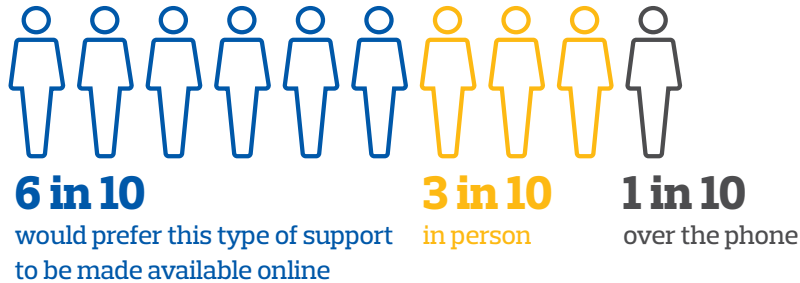 6 in 10
would prefer this type of support
to be made available online
3 in 10
in person
1 in 10
over the phone